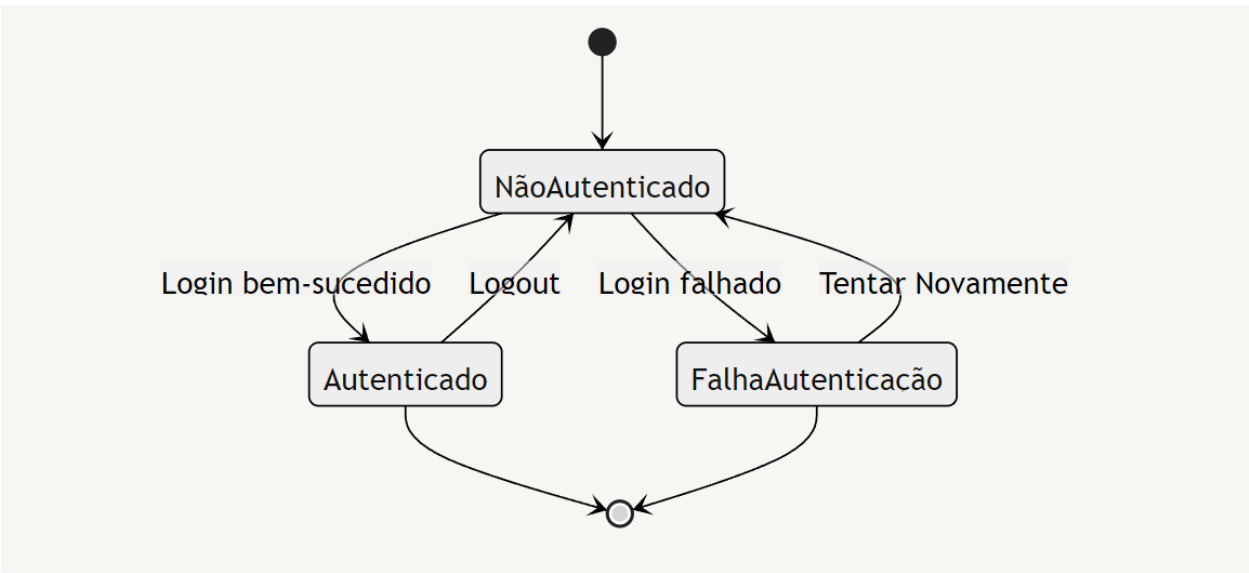 NãoAutenticado
Login bem-sucedido
Logout
Login falhado
Tentar Novamente
Autenticado
FalhaAutenticacão